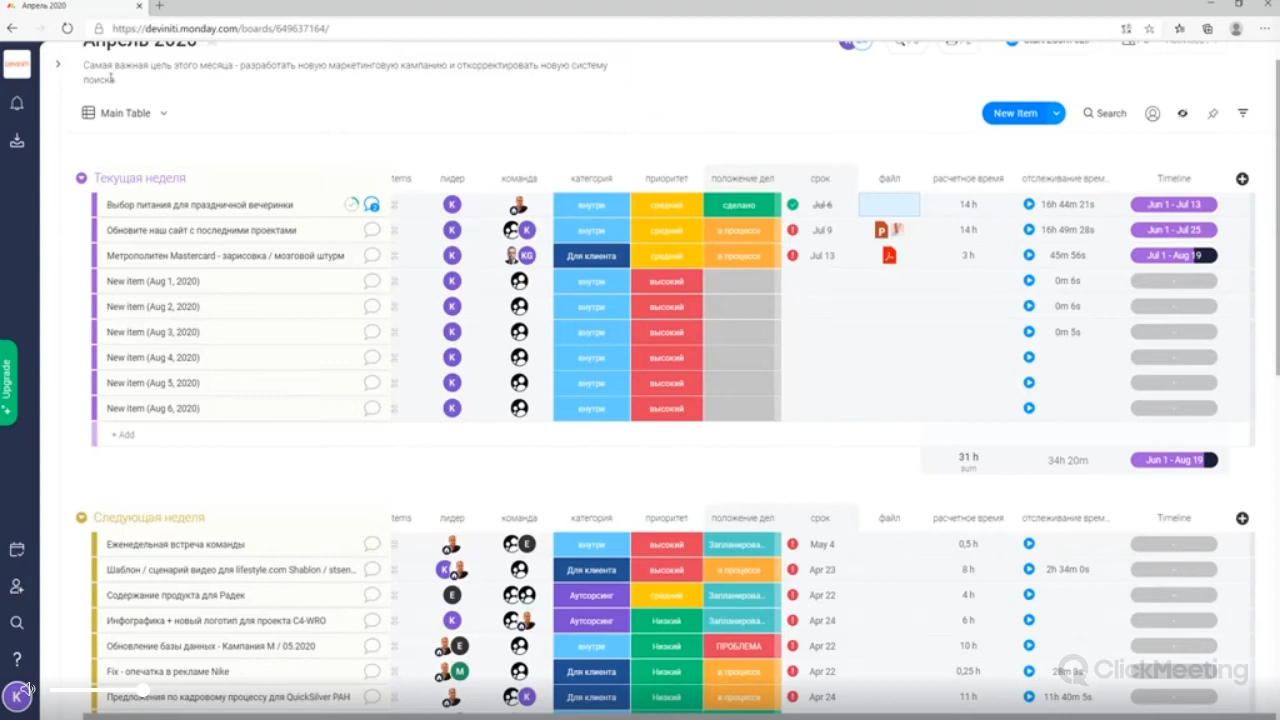 Апрель 2020
https://deviniti.monday.com/boards/649637164/
Апрель 2020
Самая важная цель этого месяца - разработать новую маркетинговую кампанию и откорректировать новую систему
поиска.
Main Table
New Item
Search
Текущая неделя tems лидер команда категория приоритет положение дел срок файл расчетное время отслеживание врем... Timeline
Выбор питания для праздничной вечеринки K внутри средний сделано Jul 6 14 h 16h 44m 21s Jun 1 - Jul 13
Обновите наш сайт с последними проектами K K внутри средний в процессе Jul 9 14 h 16h 49m 28s Jun 1 - Jul 25
Метрополитен Mastercard - зарисовка / мозговой штурм K KG Для клиента средний в процессе Jul 13 3 h 45m 56s Jul 1 - Aug 19
New item (Aug 1, 2020) K внутри высокий 0m 6s -
New item (Aug 2, 2020) K внутри высокий 0m 6s -
New item (Aug 3, 2020) K внутри высокий 0m 5s -
New item (Aug 4, 2020) K внутри высокий -
New item (Aug 5, 2020) K внутри высокий -
New item (Aug 6, 2020) K внутри высокий -
+ Add
31 h 34h 20m Jun 1 - Aug 19
sum
Следующая неделя tems лидер команда категория приоритет положение дел срок файл расчетное время отслеживание врем... Timeline
Еженедельная встреча команды E внутри высокий Запланирова... May 4 0,5 h -
Шаблон / сценарий видео для lifestyle.com Shablon / stsen... K Для клиента высокий в процессе Apr 23 8 h 2h 34m 0s -
Содержание продукта для Радек E Аутсорсинг средний Запланирова... Apr 22 4 h -
Инфографика + новый логотип для проекта C4-WRO K Аутсорсинг Низкий Запланирова... Apr 24 6 h -
Обновление базы данных - Кампания М / 05.2020 E внутри Низкий ПРОБЛЕМА Apr 22 10 h -
Fix - опечатка в рекламе Nike M Для клиента Низкий в процессе Apr 22 0,25 h
Предложения по кадровому процессу для QuickSilver PAH K Для клиента Низкий в процессе Apr 24 11 h 11h 40m 5s
Upgrade
K
ClickMeeting